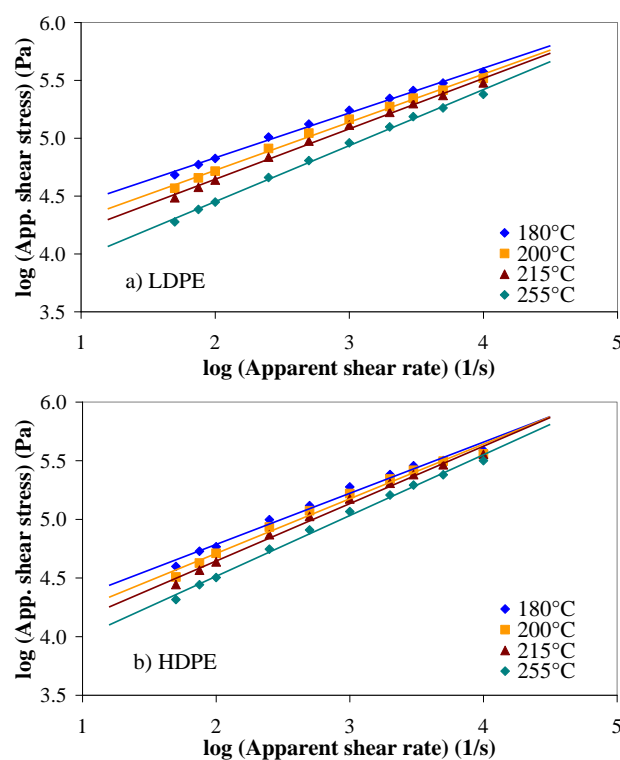 6.0
5.5
5.0
4.5
4.0
3.5
log (App. shear stress) (Pa)
a) LDPE
180°C
200°C
215°C
255°C
1 2 3 4 5
log (Apparent shear rate) (1/s)
6.0
5.5
5.0
4.5
4.0
3.5
log (App. shear stress) (Pa)
b) HDPE
180°C
200°C
215°C
255°C
1 2 3 4 5
log (Apparent shear rate) (1/s)